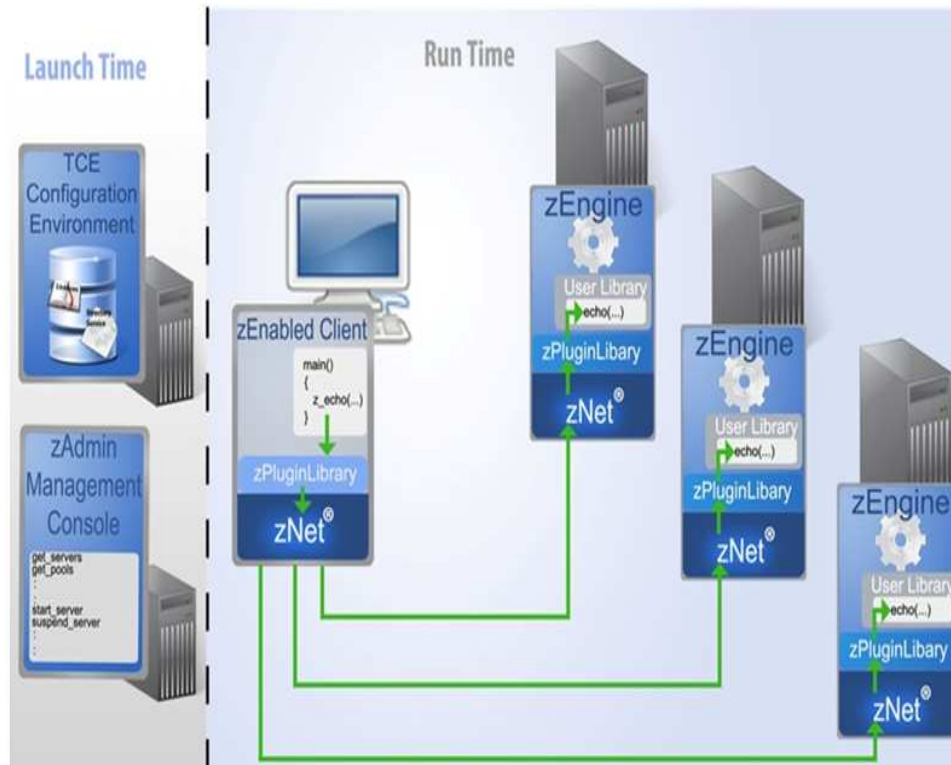 Launch Time
Run Time
TCE
Configuration
Environment
Directory
Service
zAdmin
Management
Console
get_servers
get_pools
:
:
start_server
suspend_server
:
:
zEnabled Client
main()
{
z_echo(...)
}
zPluginLibrary
zNet®
zEngine
User Library
echo(...)
zPluginLibary
zNet®
zEngine
User Library
echo(...)
zPluginLibary
zNet®
zEngine
User Library
echo(...)
zPluginLibary
zNet®